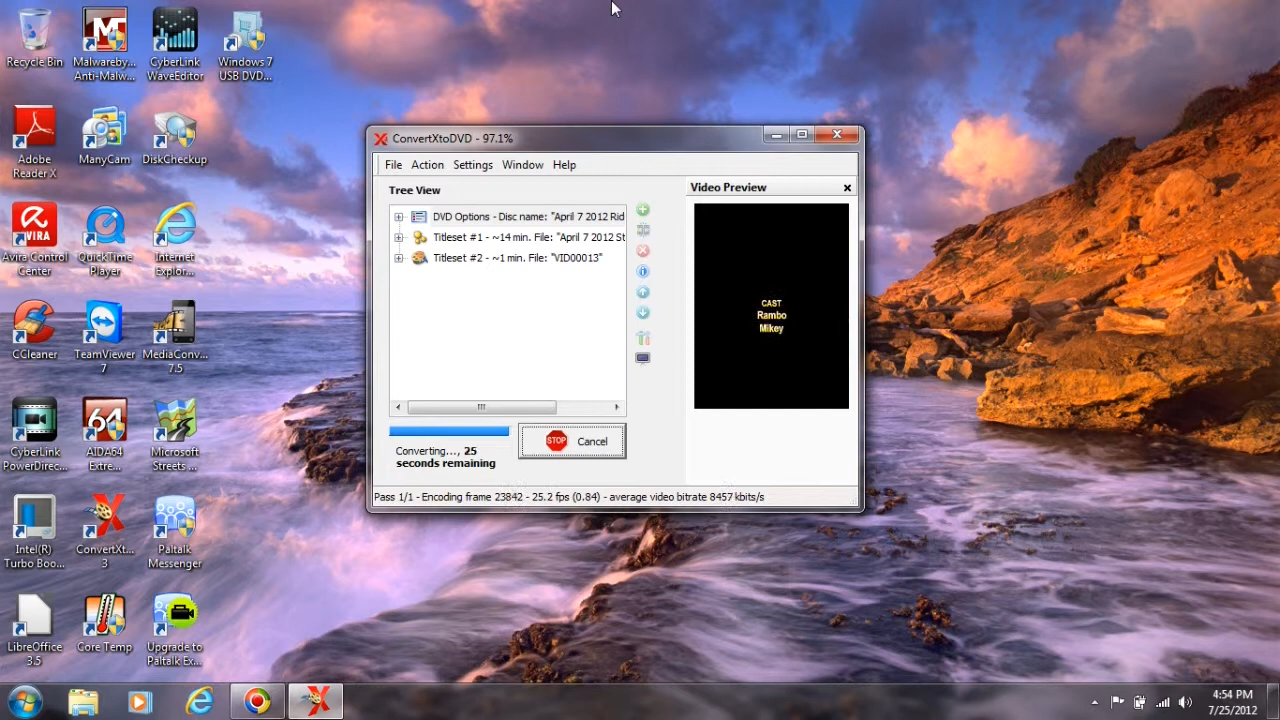 Recycle Bin
Malwareby...
Anti-Malw...
CyberLink
WaveEditor
Windows 7
USB DVD...
Adobe
Reader X
ManyCam
DiskCheckup
VIRA
Avira Control
Center
QuickTime
Player
Internet
Explor...
CCleaner
TeamViewer
7
MediaConv...
7.5
CyberLink
PowerDirec...
64
AIDA64
Extre...
Microsoft
Streets ...
Intel(R)
Turbo Boo...
ConvertXt...
3
Paltalk
Messenger
LibreOffice
3.5
Core Temp
Upgrade to
Paltalk Ex...
ConvertXtoDVD - 97.1%
File Action Settings Window Help
Tree View
DVD Options - Disc name: "April 7 2012 Rid
Titleset #1 - ~14 min. File: "April 7 2012 St
Titleset #2 - ~1 min. File: "VID00013"
Video Preview
CAST
Rambo
Mikey
Converting..., 25
seconds remaining
STOP Cancel
Pass 1/1 - Encoding frame 23842 - 25.2 fps (0.84) - average video bitrate 8457 kbits/s
4:54 PM
7/25/2012